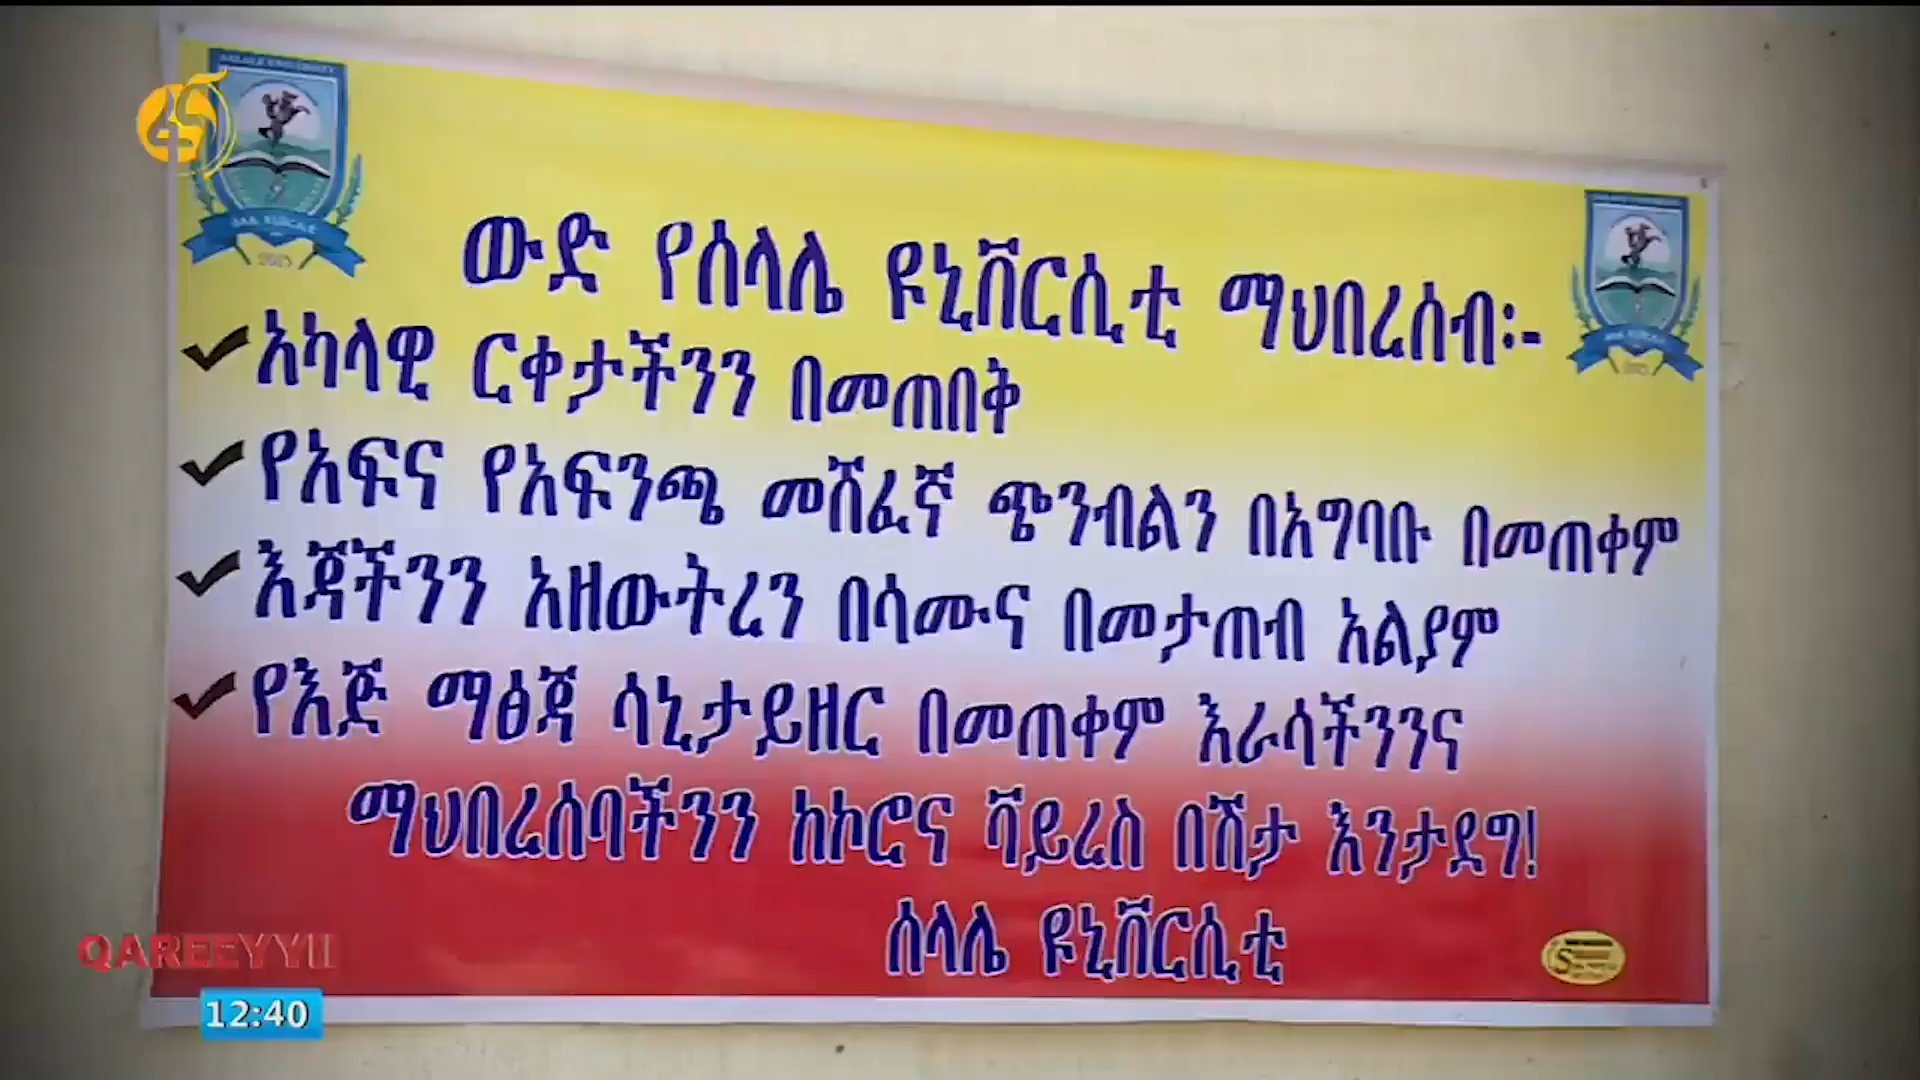 ውድ የሰላሌ ዩኒቨርሲቲ ማህበረሰብ፡-
አካላዊ ርቀታችንን በመጠበቅ
የአፍና የአፍንጫ መሸፈኛ ጭንብልን በአግባቡ በመጠቀም
እጃችንን አዘውትረን በሳሙና በመታጠብ አልያም
የእጅ ማፅጃ ሳኒታይዘር በመጠቀም እራሳችንንና
ማህበረሰባችንን ከኮሮና ቫይረስ በሽታ እንታደግ!
ሰላሌ ዩኒቨርሲቲ
QAREEYYII
12:40